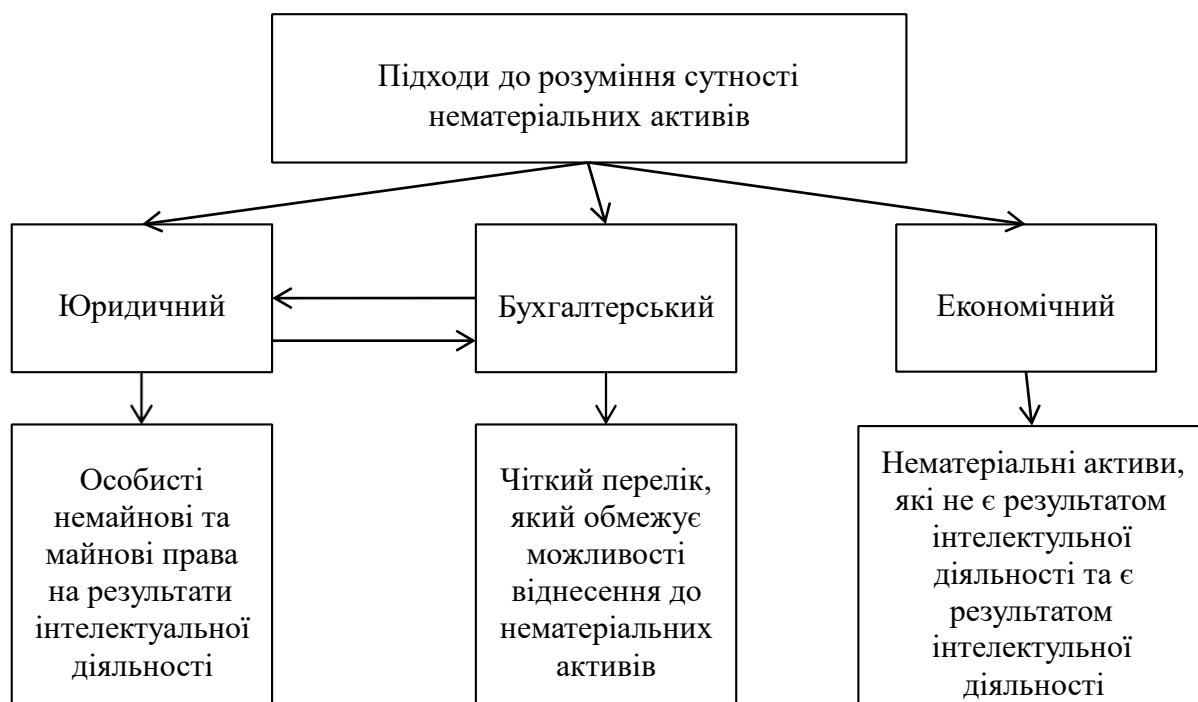 Підходи до розуміння сутності
нематеріальних активів
Юридичний
Бухгалтерський
Економічний
Особисті
немайнові та
майнові права
на результати
інтелектуальної
діяльності
Чіткий перелік,
який обмежує
можливості
віднесення до
нематеріальних
активів
Нематеріальні активи,
які не є результатом
інтелектульної
діяльності та є
результатом
інтелектульної
діяльності